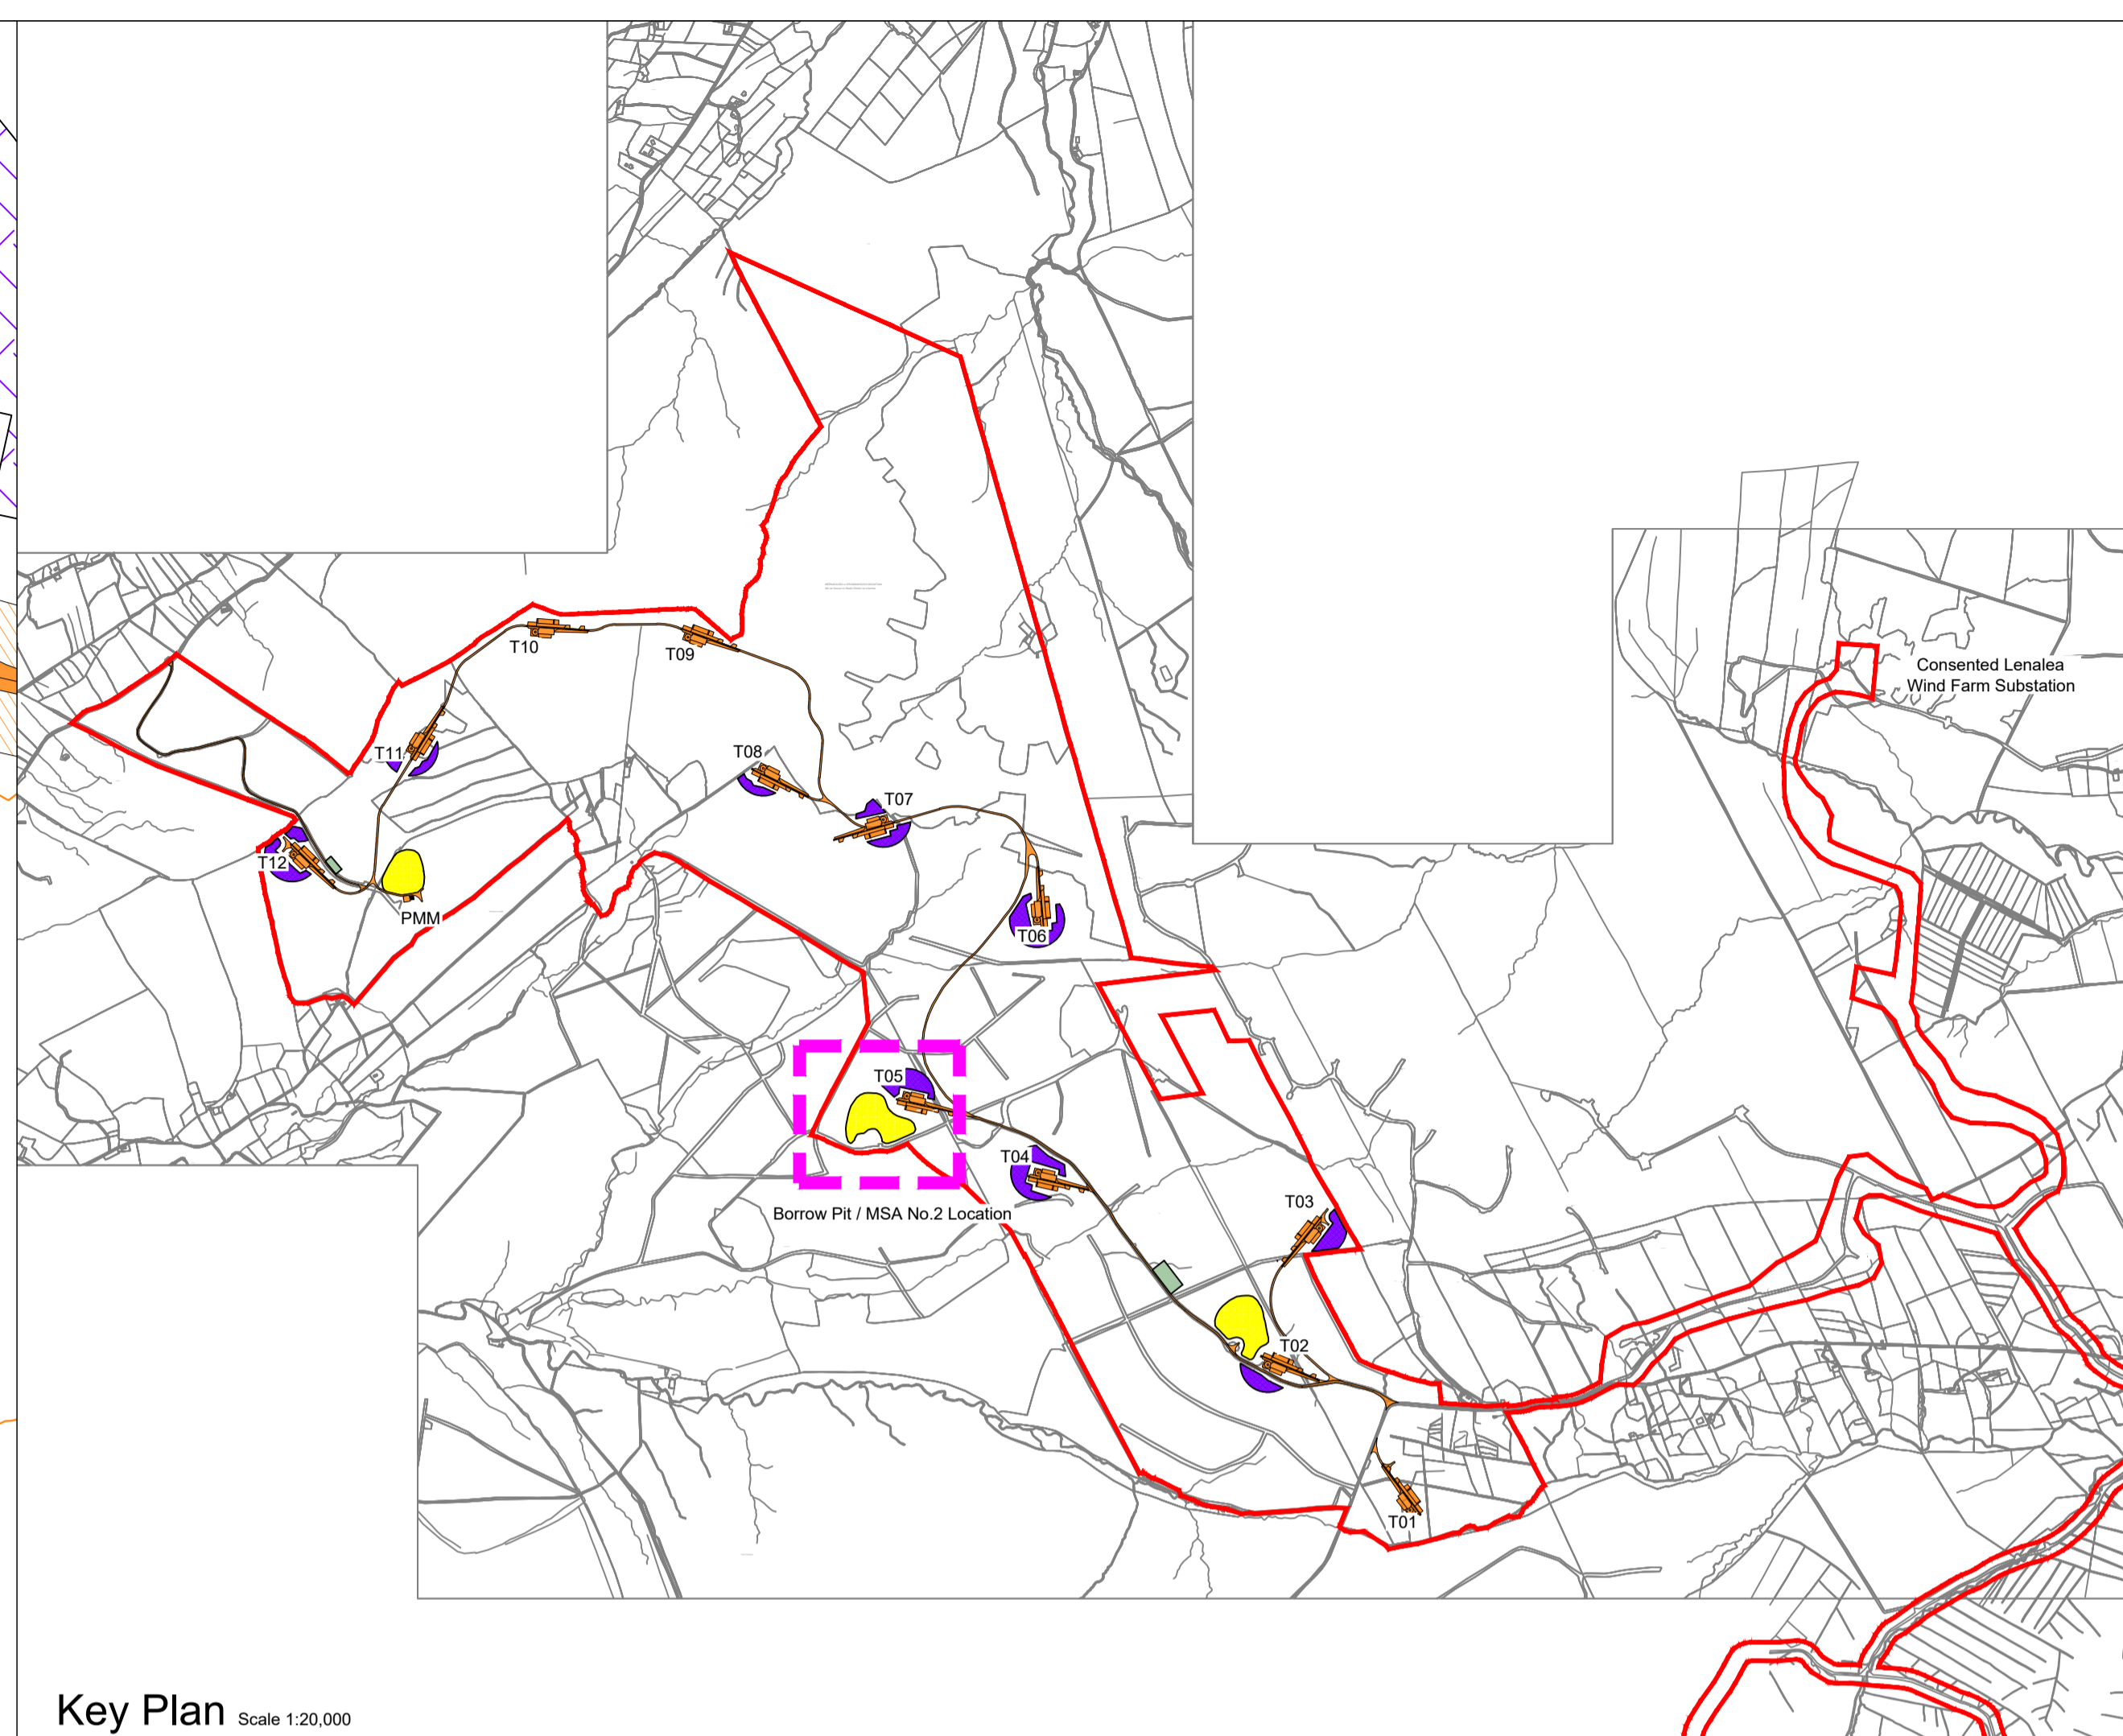 Consented Lenalea
Wind Farm Substation
T10
T09
T11
T08
T07
T12
PMM
T06
T05
T04
Borrow Pit / MSA No.2 Location
T03
T02
T01
Key Plan Scale 1:20,000